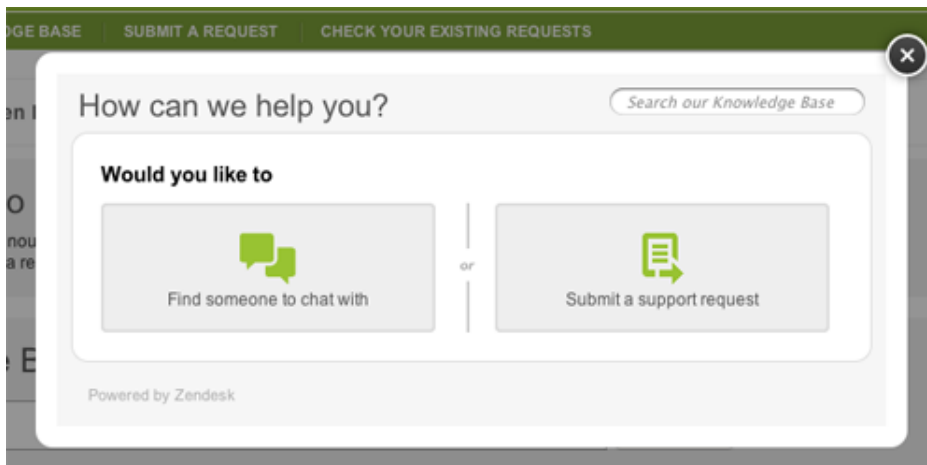 DGE BASE SUBMIT A REQUEST CHECK YOUR EXISTING REQUESTS
How can we help you?
Search our Knowledge Base
Would you like to
Find someone to chat with
or
Submit a support request
Powered by Zendesk